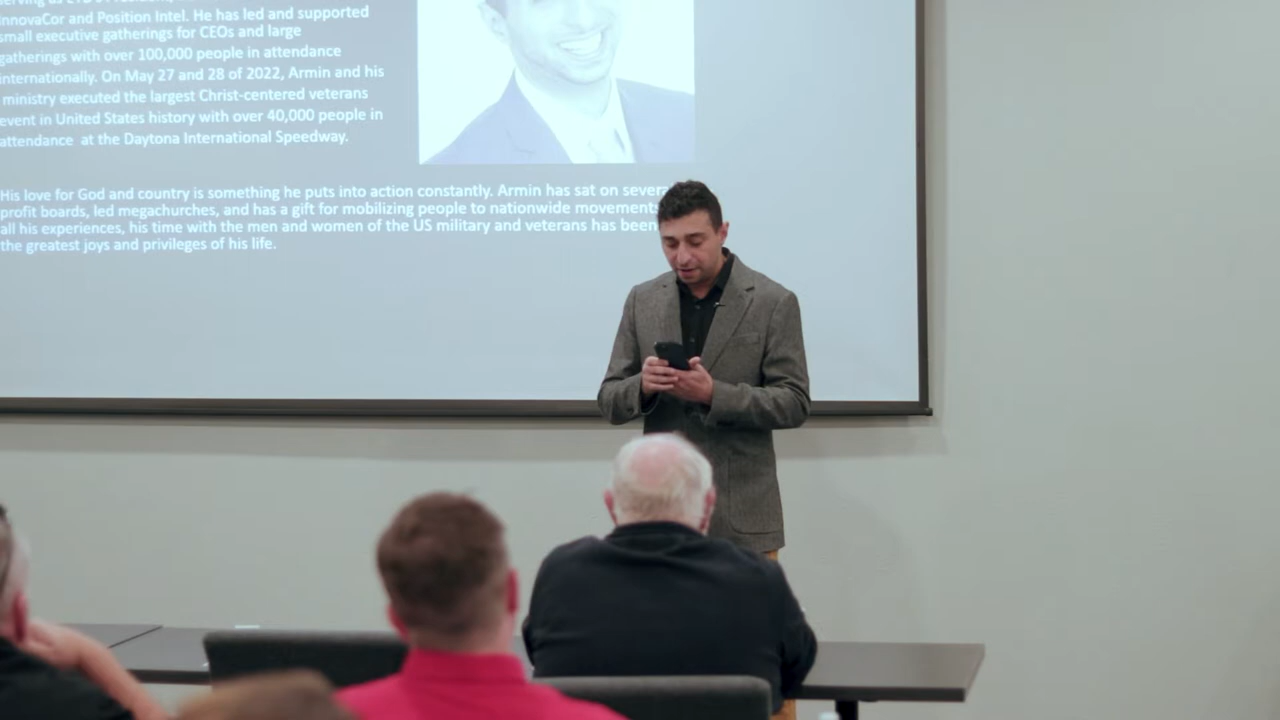 InnovaCor and Position Intel. He has led and supported
small executive gatherings for CEOs and large
gatherings with over 100,000 people in attendance
internationally. On May 27 and 28 of 2022, Armin and his
ministry executed the largest Christ-centered veterans
event in United States history with over 40,000 people in
attendance at the Daytona International Speedway.
His love for God and country is something he puts into action constantly. Armin has sat on severa
profit boards, led megachurches, and has a gift for mobilizing people to nationwide movements
all his experiences, his time with the men and women of the US military and veterans has been
the greatest joys and privileges of his life.